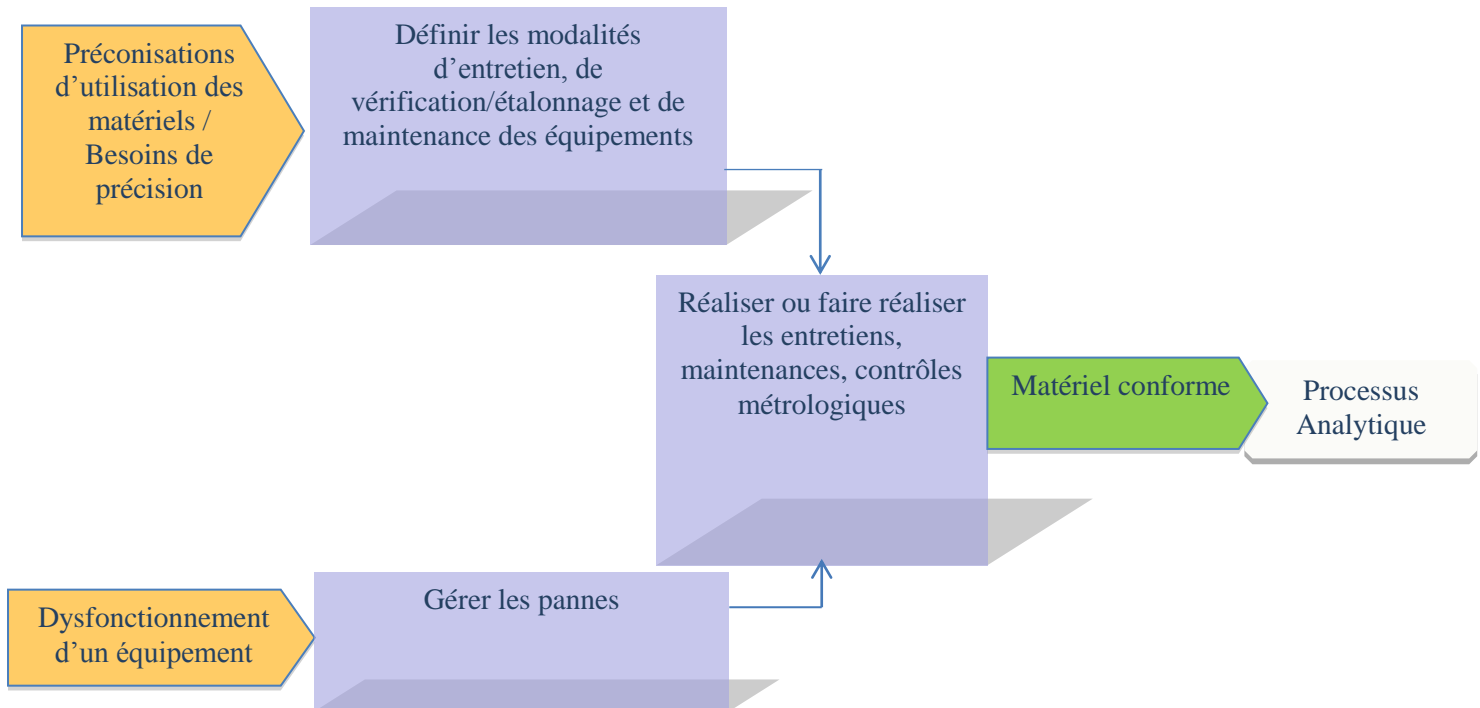 Préconisations
d’utilisation des
matériels /
Besoins de
précision
Définir les modalités
d’entretien, de
vérification/étalonnage et de
maintenance des équipements
Réaliser ou faire réaliser
les entretiens,
maintenances, contrôles
métrologiques
Matériel conforme
Processus
Analytique
Dysfonctionnement
d’un équipement
Gérer les pannes